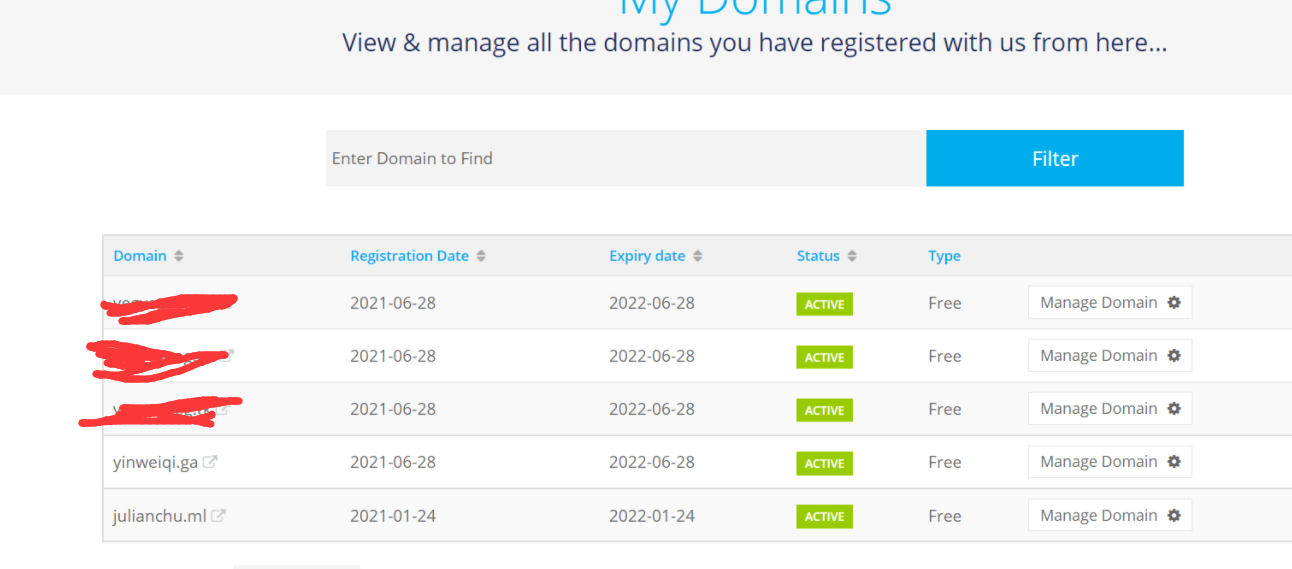 My Domains
View & manage all the domains you have registered with us from here...
Enter Domain to Find Filter
Domain Registration Date Expiry date Status Type
2021-06-28 2022-06-28 ACTIVE Free Manage Domain
2021-06-28 2022-06-28 ACTIVE Free Manage Domain
2021-06-28 2022-06-28 ACTIVE Free Manage Domain
yinweiqi.ga 2021-06-28 2022-06-28 ACTIVE Free Manage Domain
julianchu.ml 2021-01-24 2022-01-24 ACTIVE Free Manage Domain